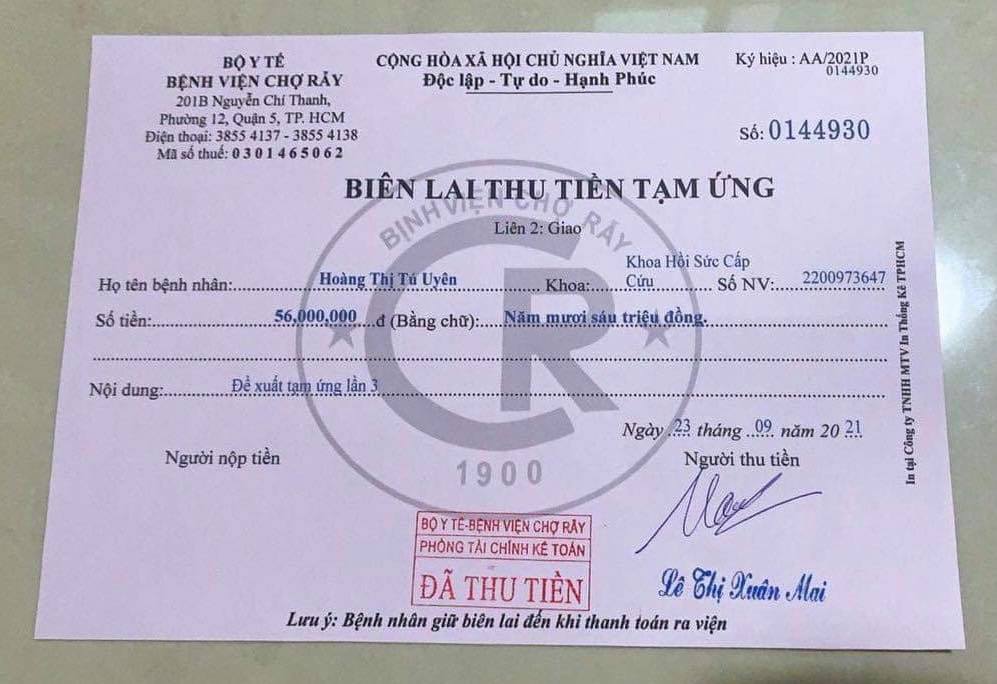 BỘ Y TẾ
BỆNH VIỆN CHỢ RẪY
201B Nguyễn Chí Thanh,
Phường 12, Quận 5, TP. HCM
Điện thoại: 3855 4137 - 3855 4138
Mã số thuế: 0301465062
CỘNG HÒA XÃ HỘI CHỦ NGHĨA VIỆT NAM
Độc lập - Tự do - Hạnh Phúc
Ký hiệu : AA/2021P
0144930
Số: 0144930
BIÊN LAI THU TIỀN TẠM ỨNG
BỊNH VIỆN CHỢ RẪY
Liên 2: Giao
Họ tên bệnh nhân: Hoàng Thị Tú Uyên Khoa: Khoa Hồi Sức Cấp Cứu Số NV: 2200973647
Số tiền: 56,000,000 đ (Bằng chữ): Năm mươi sáu triệu đồng.
CR
Nội dung: Đề xuất tạm ứng lần 3
Ngày 23 tháng 09 năm 2021
Người nộp tiền
Người thu tiền
1900
BỘ Y TẾ-BỆNH VIỆN CHỢ RẪY
PHÒNG TÀI CHÍNH KẾ TOÁN
ĐÃ THU TIỀN
Lê Thị Xuân Mai
Lưu ý: Bệnh nhân giữ biên lai đến khi thanh toán ra viện
In tại Công ty TNHH MTV In Thống Kê TPHCM